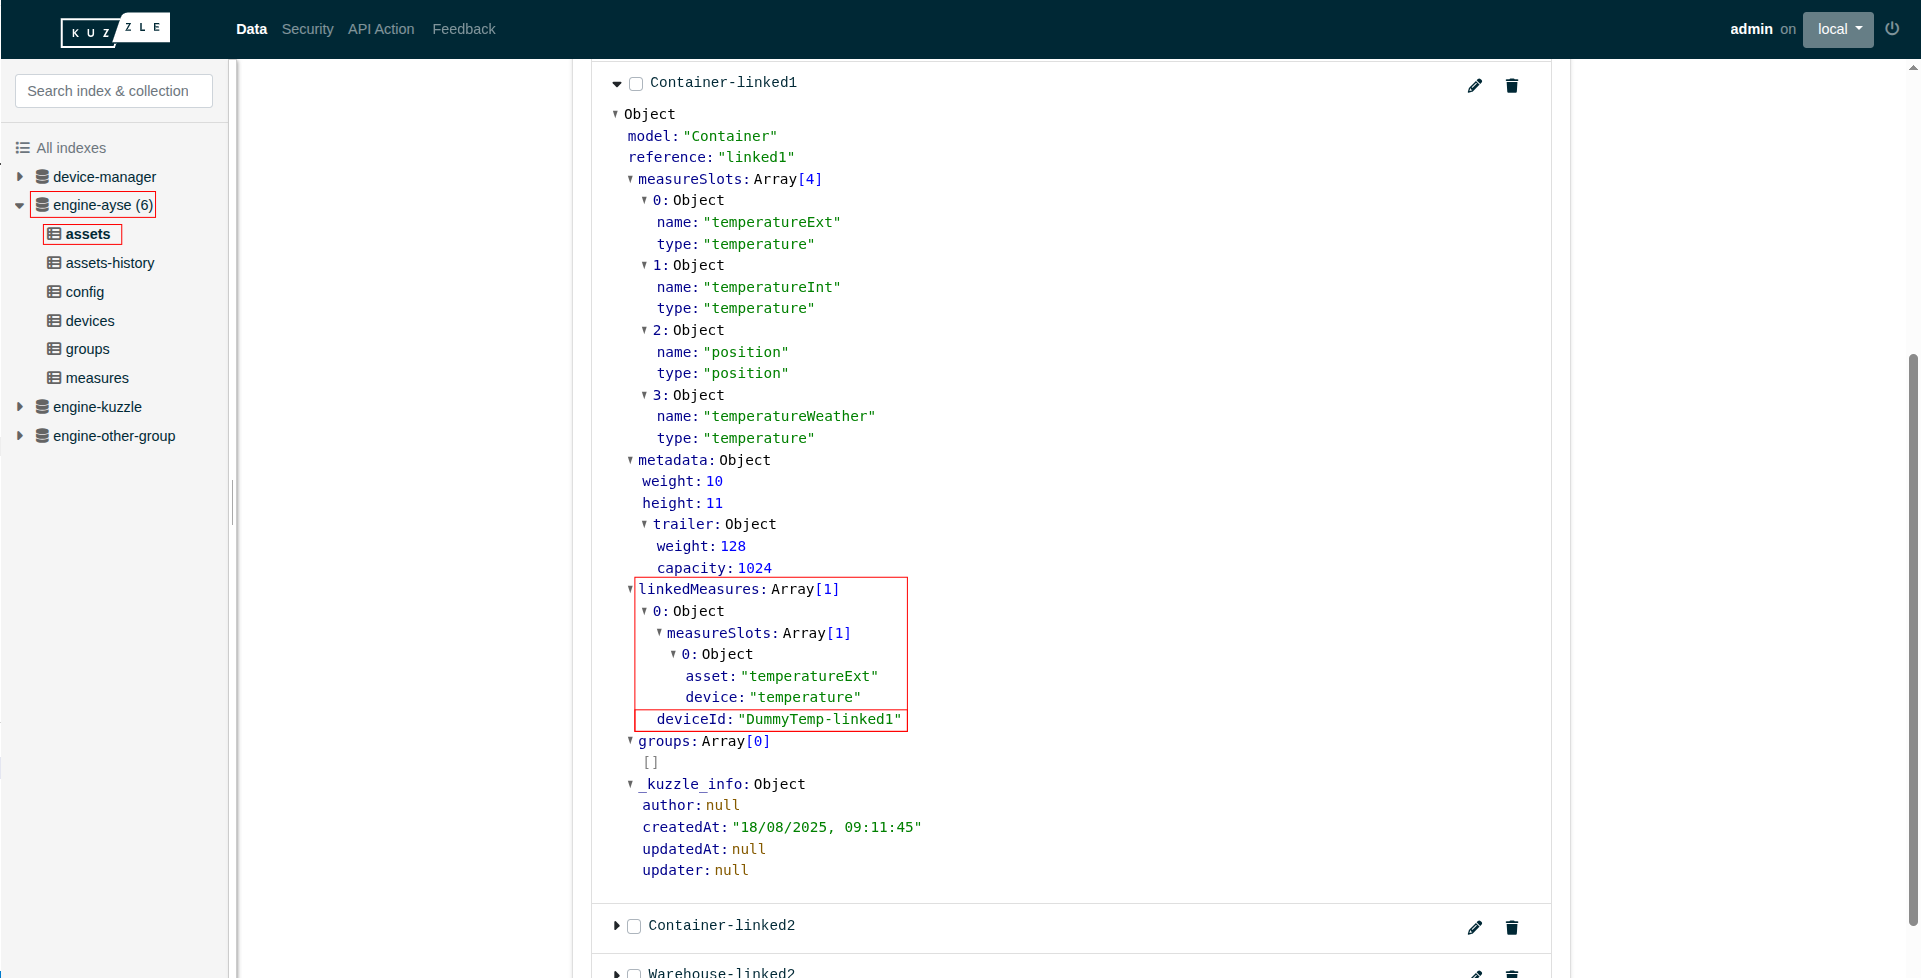 KUZZLE
Data Security API Action Feedback
admin on local
Search index & collection
All indexes
device-manager
engine-ayse (6)
assets
assets-history
config
devices
groups
measures
engine-kuzzle
engine-other-group
Container-linked1
Object
model: "Container"
reference: "linked1"
measureSlots: Array[4]
0: Object
name: "temperatureExt"
type: "temperature"
1: Object
name: "temperatureInt"
type: "temperature"
2: Object
name: "position"
type: "position"
3: Object
name: "temperatureWeather"
type: "temperature"
metadata: Object
weight: 10
height: 11
trailer: Object
weight: 128
capacity: 1024
linkedMeasures: Array[1]
0: Object
measureSlots: Array[1]
0: Object
asset: "temperatureExt"
device: "temperature"
deviceId: "DummyTemp-linked1"
groups: Array[0]
[]
_kuzzle_info: Object
author: null
createdAt: "18/08/2025, 09:11:45"
updatedAt: null
updater: null
Container-linked2
Warehouse-linked2